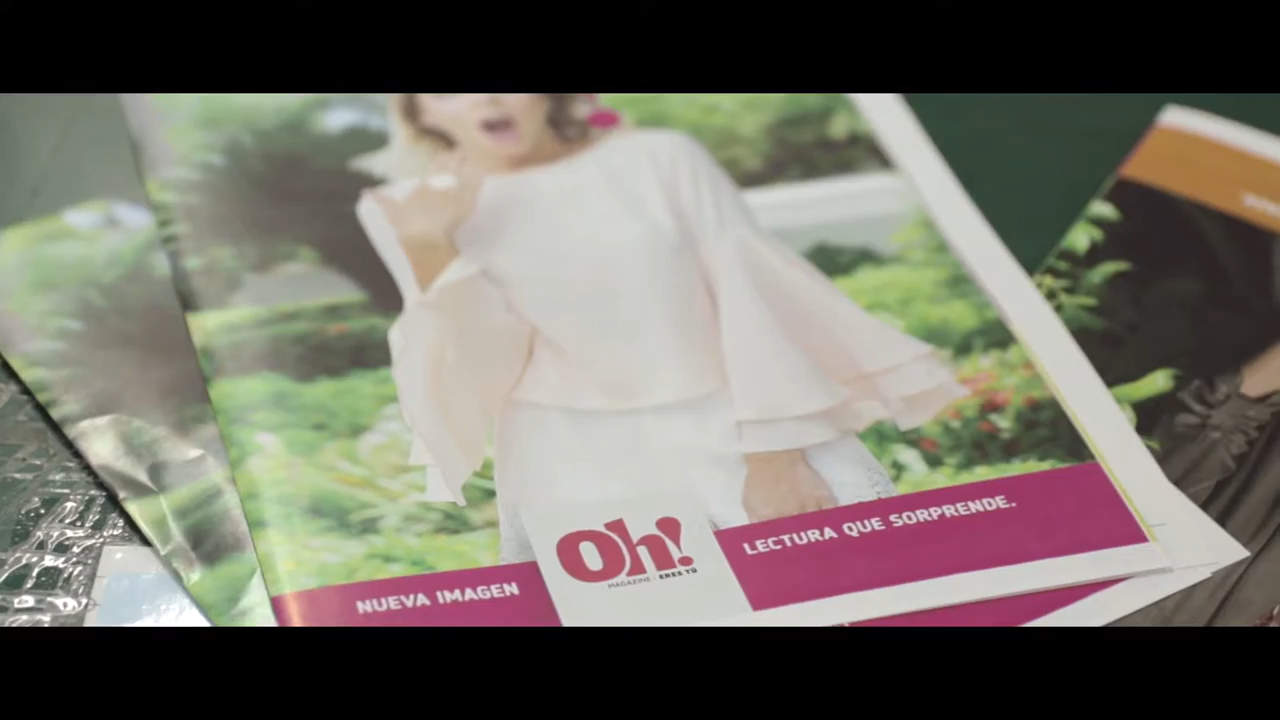 Oh!
MAGAZINE | ERES TÚ
NUEVA IMAGEN
LECTURA QUE SORPRENDE.